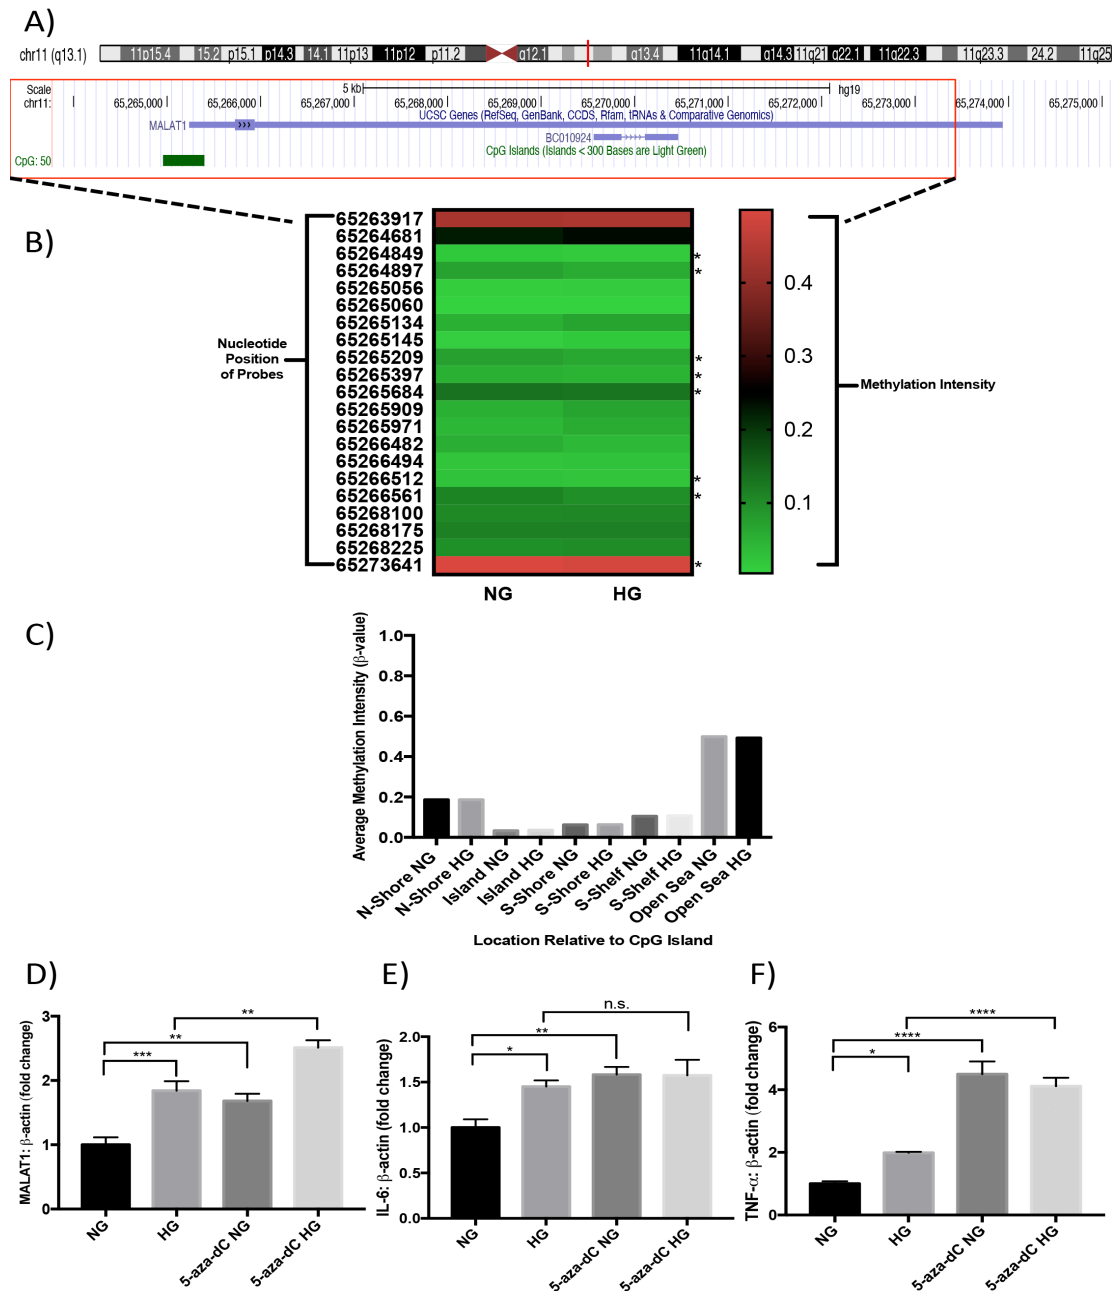 A)
chr11 (q13.1)
11p15.4 15.2 p15.1 p14.3 14.1 11p13 11p12 p11.2 q12.1 q13.4 11q14.1 q14.3 11q21 q22.1 11q22.3 11q23.3 24.2 11q25
Scale 5 kb hg19
chr11: 65,265,000 65,266,000 65,267,000 65,268,000 65,269,000 65,270,000 65,271,000 65,272,000 65,273,000 65,274,000 65,275,000
UCSC Genes (RefSeq, GenBank, CCDS, Rfam, tRNAs & Comparative Genomics)
MALAT1
BC010924
CpG Islands (Islands < 300 Bases are Light Green)
CpG: 50
B)
Nucleotide
Position
of Probes
65263917
65264681
65264849 *
65264897 *
65265056
65265060
65265134
65265145
65265209 *
65265397 *
65265684 *
65265909
65265971
65266482
65266494
65266512 *
65266561 *
65268100
65268175
65268225
65273641 *
NG HG
0.4
0.3
0.2
0.1
Methylation Intensity
C)
Average Methylation Intensity (β-value)
1.0
0.8
0.6
0.4
0.2
0.0
N-Shore NG
N-Shore HG
Island NG
Island HG
S-Shore NG
S-Shore HG
S-Shelf NG
S-Shelf HG
Open Sea NG
Open Sea HG
Location Relative to CpG Island
D)
MALAT1: β-actin (fold change)
3
2
1
0
**
**
***
NG
HG
5-aza-dC NG
5-aza-dC HG
E)
IL-6: β-actin (fold change)
2.0
1.5
1.0
0.5
0.0
n.s.
**
*
NG
HG
5-aza-dC NG
5-aza-dC HG
F)
TNF-α: β-actin (fold change)
6
4
2
0
****
****
*
NG
HG
5-aza-dC NG
5-aza-dC HG